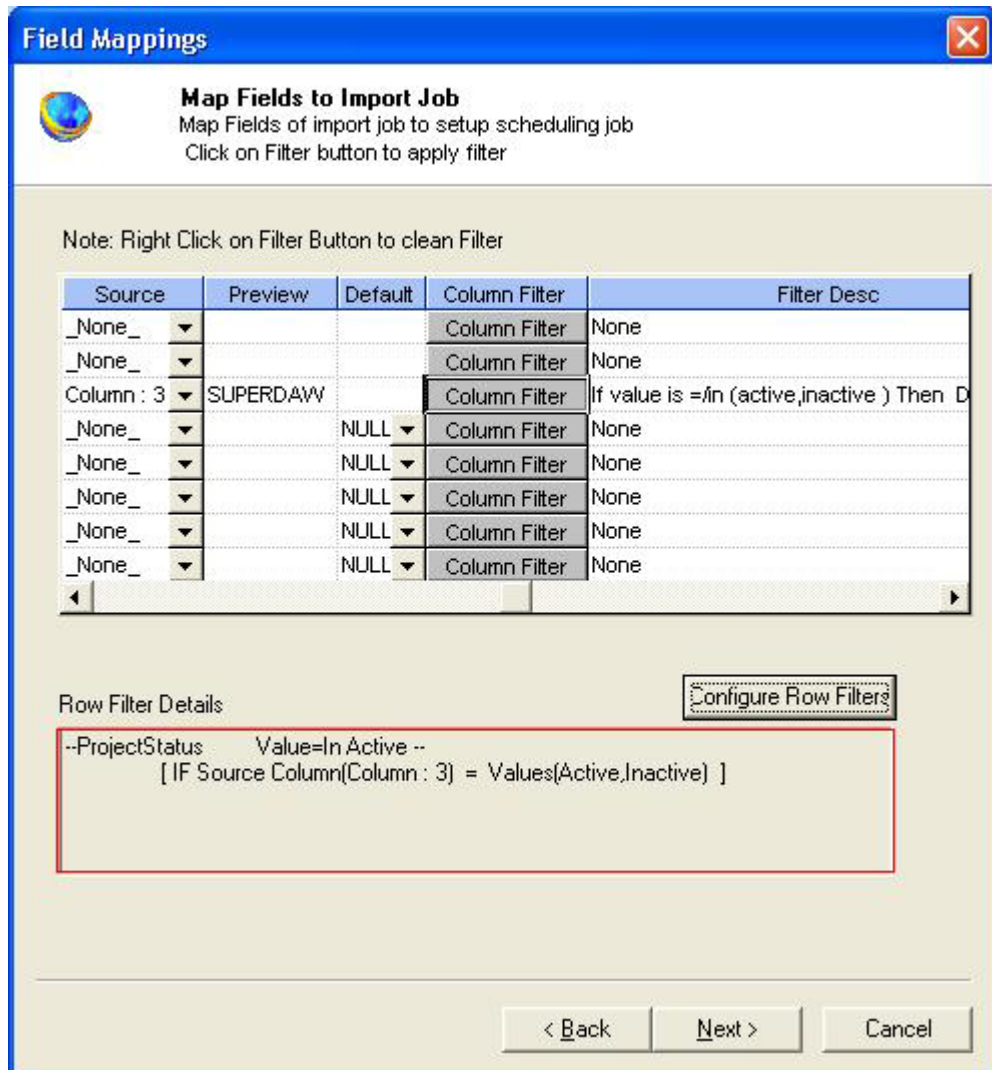 Field Mappings
Map Fields to Import Job
Map Fields of import job to setup scheduling job
Click on Filter button to apply filter
Note: Right Click on Filter Button to clean Filter
Source Preview Default Column Filter Filter Desc
_None_ Column Filter None
_None_ Column Filter None
Column : 3 SUPERDAW Column Filter If value is =/in (active,inactive ) Then D
_None_ NULL Column Filter None
_None_ NULL Column Filter None
_None_ NULL Column Filter None
_None_ NULL Column Filter None
_None_ NULL Column Filter None
Configure Row Filters
Row Filter Details
--ProjectStatus Value=In Active --
[ IF Source Column(Column : 3) = Values(Active,Inactive) ]
< Back Next > Cancel